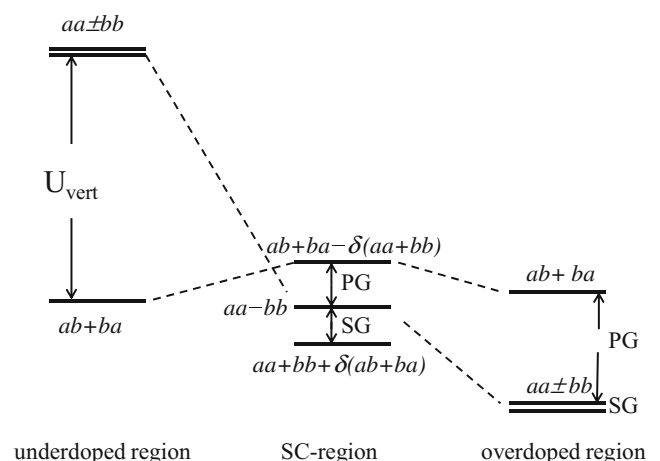 aa±bb
U_vert
ab+ba
ab+ba−δ(aa+bb)
PG
aa−bb
SG
aa+bb+δ(ab+ba)
ab+ ba
PG
aa±bb
SG
underdoped region
SC-region
overdoped region